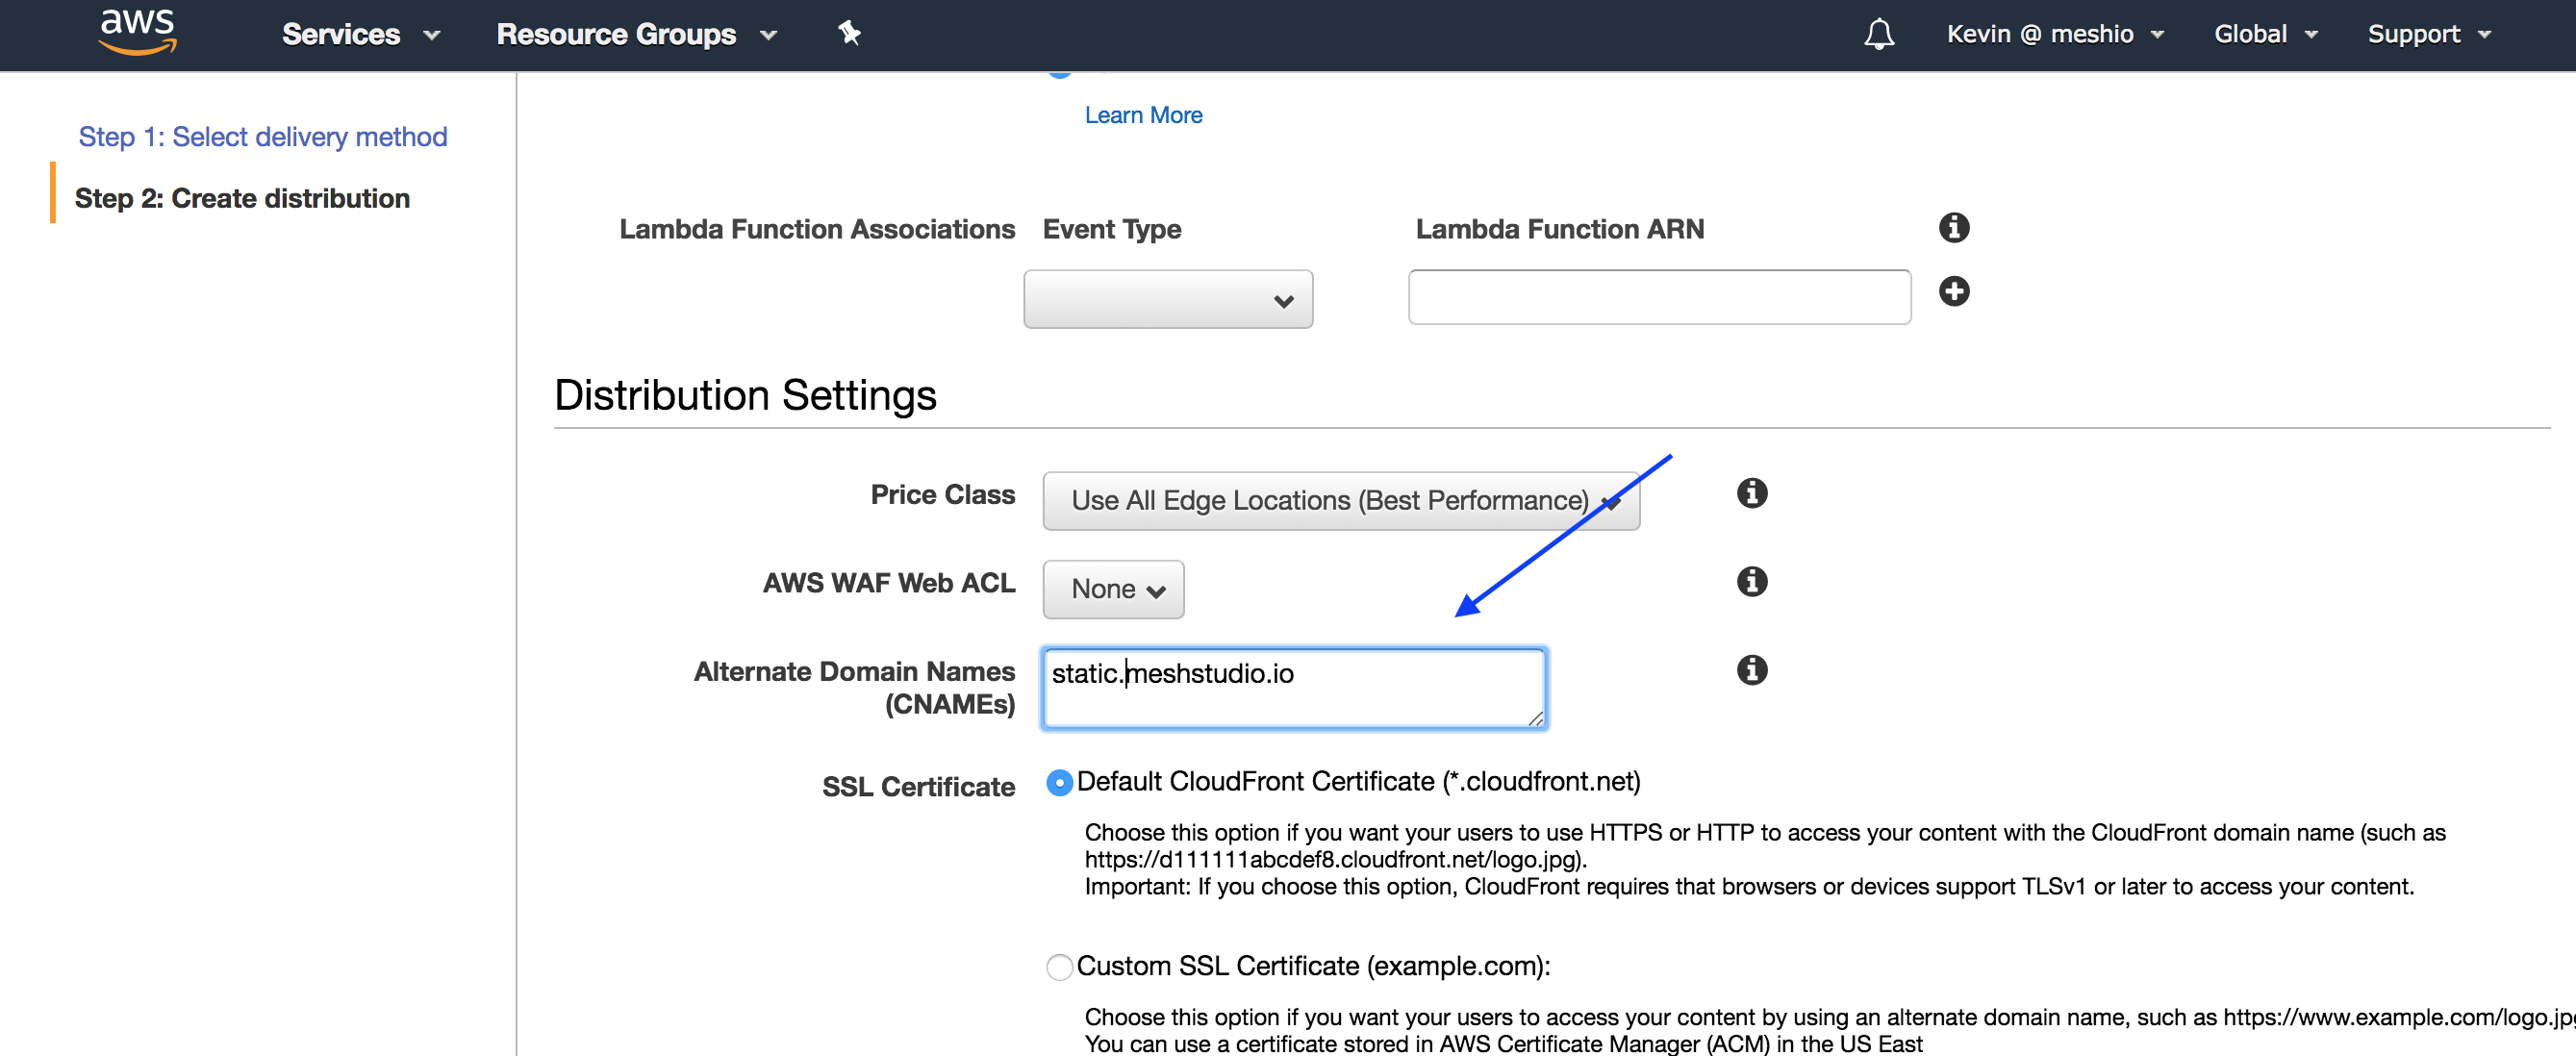 aws Services Resource Groups Kevin @ meshio Global Support
Learn More
Step 1: Select delivery method
Step 2: Create distribution
Lambda Function Associations Event Type Lambda Function ARN
Distribution Settings
Price Class Use All Edge Locations (Best Performance)
AWS WAF Web ACL None
Alternate Domain Names
(CNAMEs)
static.meshstudio.io
SSL Certificate Default CloudFront Certificate (*.cloudfront.net)
Choose this option if you want your users to use HTTPS or HTTP to access your content with the CloudFront domain name (such as
https://d111111abcdef8.cloudfront.net/logo.jpg).
Important: If you choose this option, CloudFront requires that browsers or devices support TLSv1 or later to access your content.
Custom SSL Certificate (example.com):
Choose this option if you want your users to access your content by using an alternate domain name, such as https://www.example.com/logo.jp
You can use a certificate stored in AWS Certificate Manager (ACM) in the US East